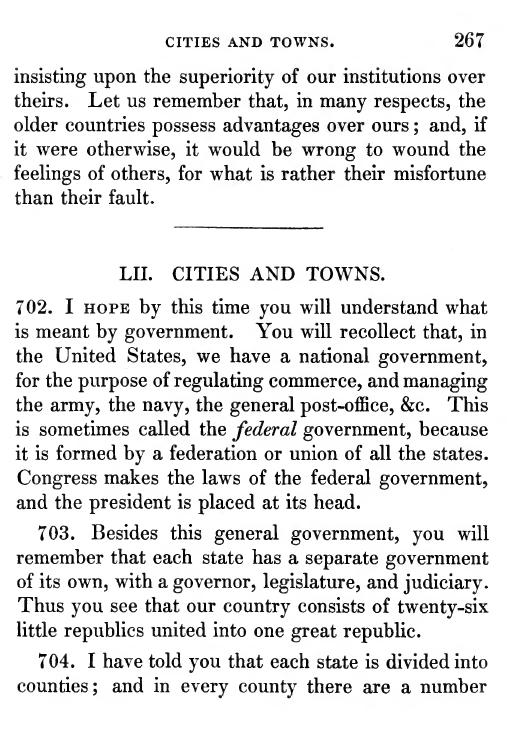 CITIES AND TOWNS. 267
insisting upon the superiority of our institutions over
theirs. Let us remember that, in many respects, the
older countries possess advantages over ours; and, if
it were otherwise, it would be wrong to wound the
feelings of others, for what is rather their misfortune
than their fault.
LII. CITIES AND TOWNS.
702. I HOPE by this time you will understand what
is meant by government. You will recollect that, in
the United States, we have a national government,
for the purpose of regulating commerce, and managing
the army, the navy, the general post-office, &c. This
is sometimes called the federal government, because
it is formed by a federation or union of all the states.
Congress makes the laws of the federal government,
and the president is placed at its head.
703. Besides this general government, you will
remember that each state has a separate government
of its own, with a governor, legislature, and judiciary.
Thus you see that our country consists of twenty-six
little republics united into one great republic.
704. I have told you that each state is divided into
counties; and in every county there are a number